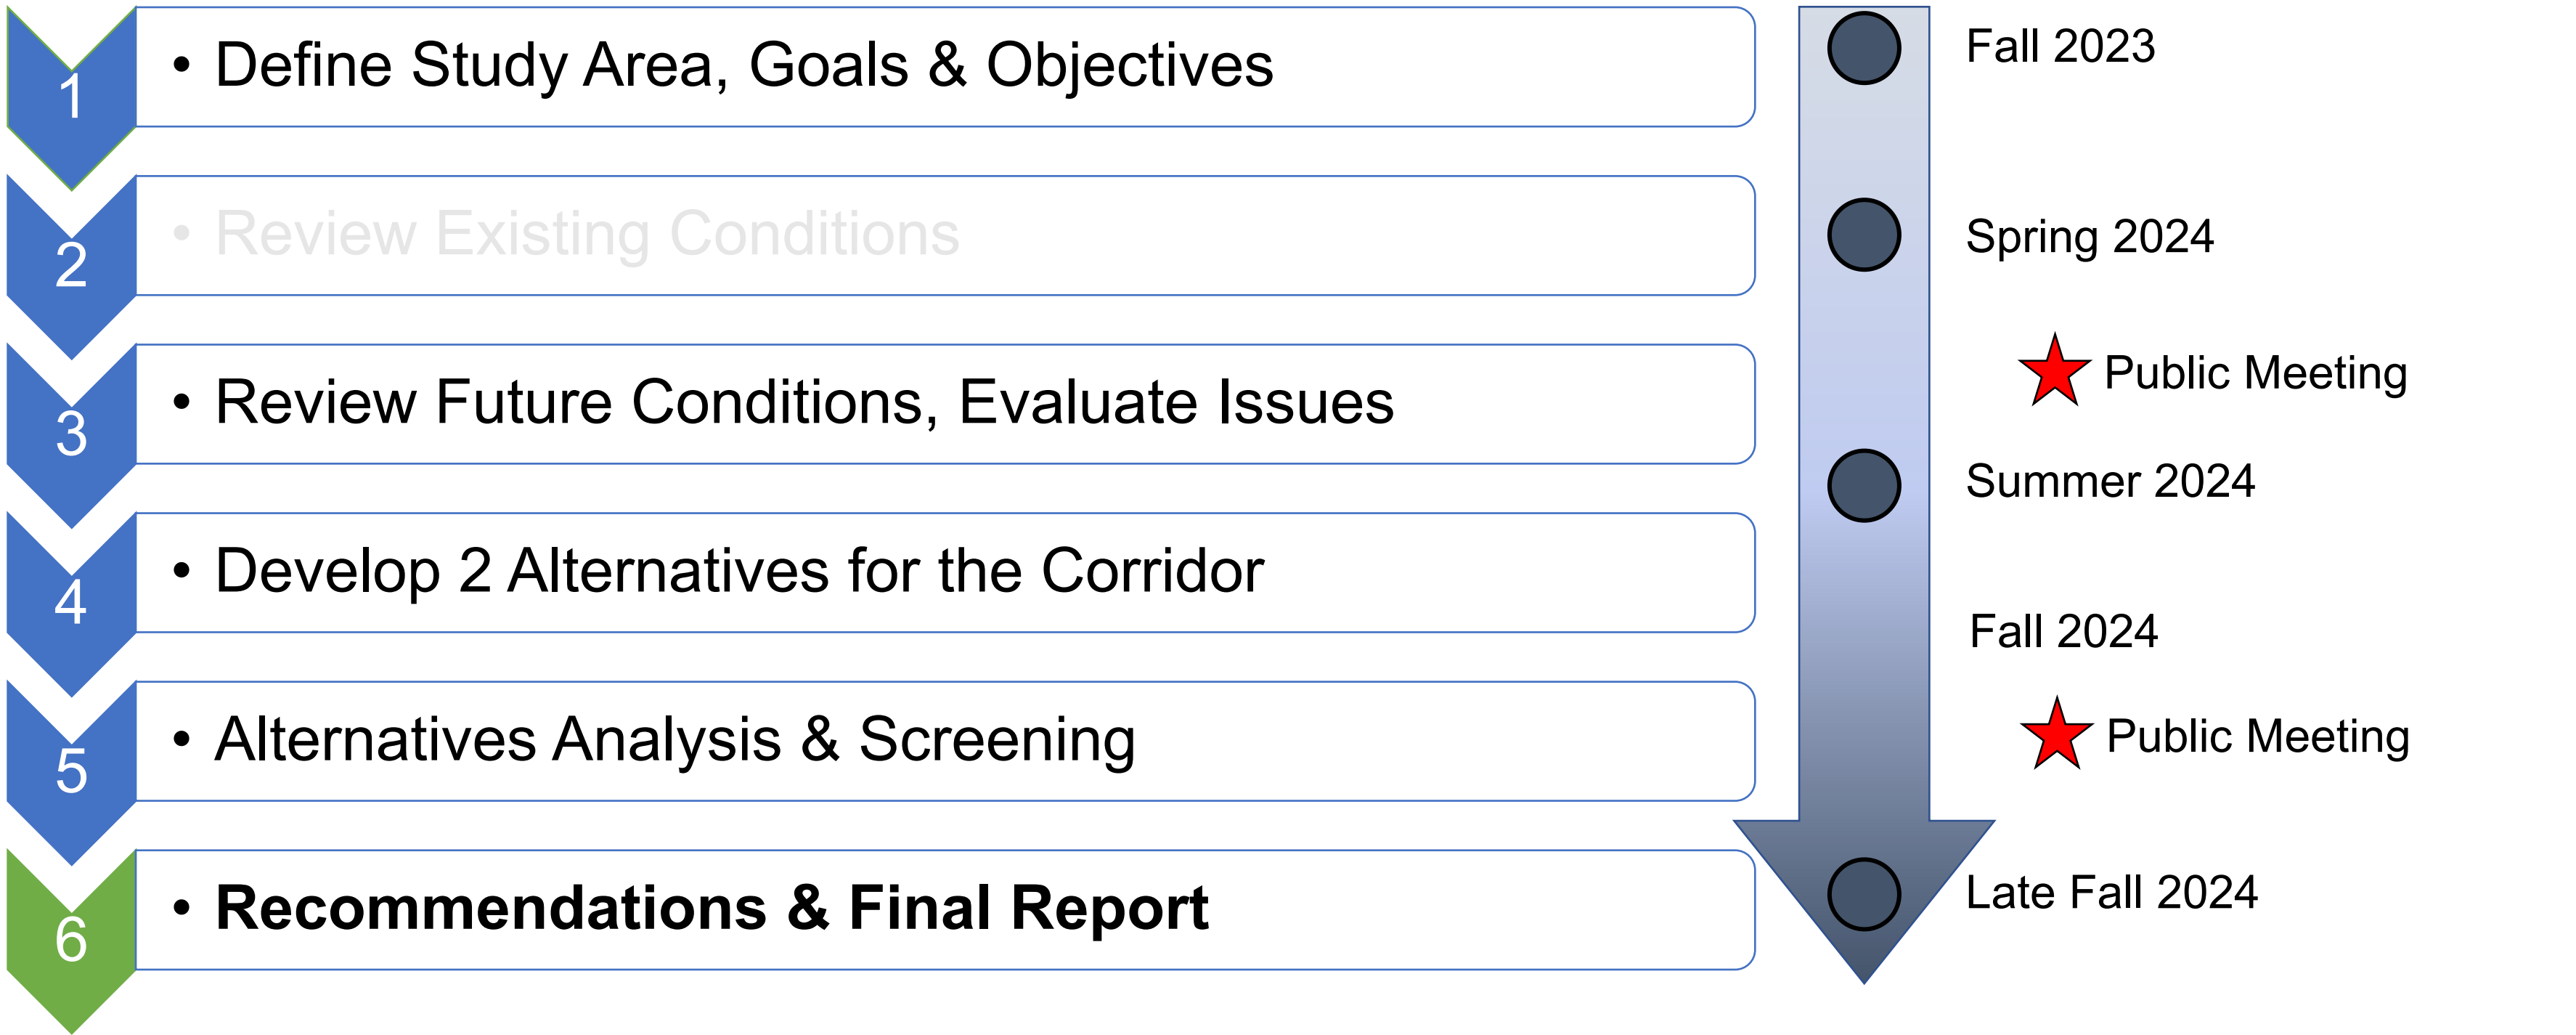 1
• Define Study Area, Goals & Objectives
2
• Review Existing Conditions
3
• Review Future Conditions, Evaluate Issues
4
• Develop 2 Alternatives for the Corridor
5
• Alternatives Analysis & Screening
6
• Recommendations & Final Report
Fall 2023
Spring 2024
Public Meeting
Summer 2024
Fall 2024
Public Meeting
Late Fall 2024